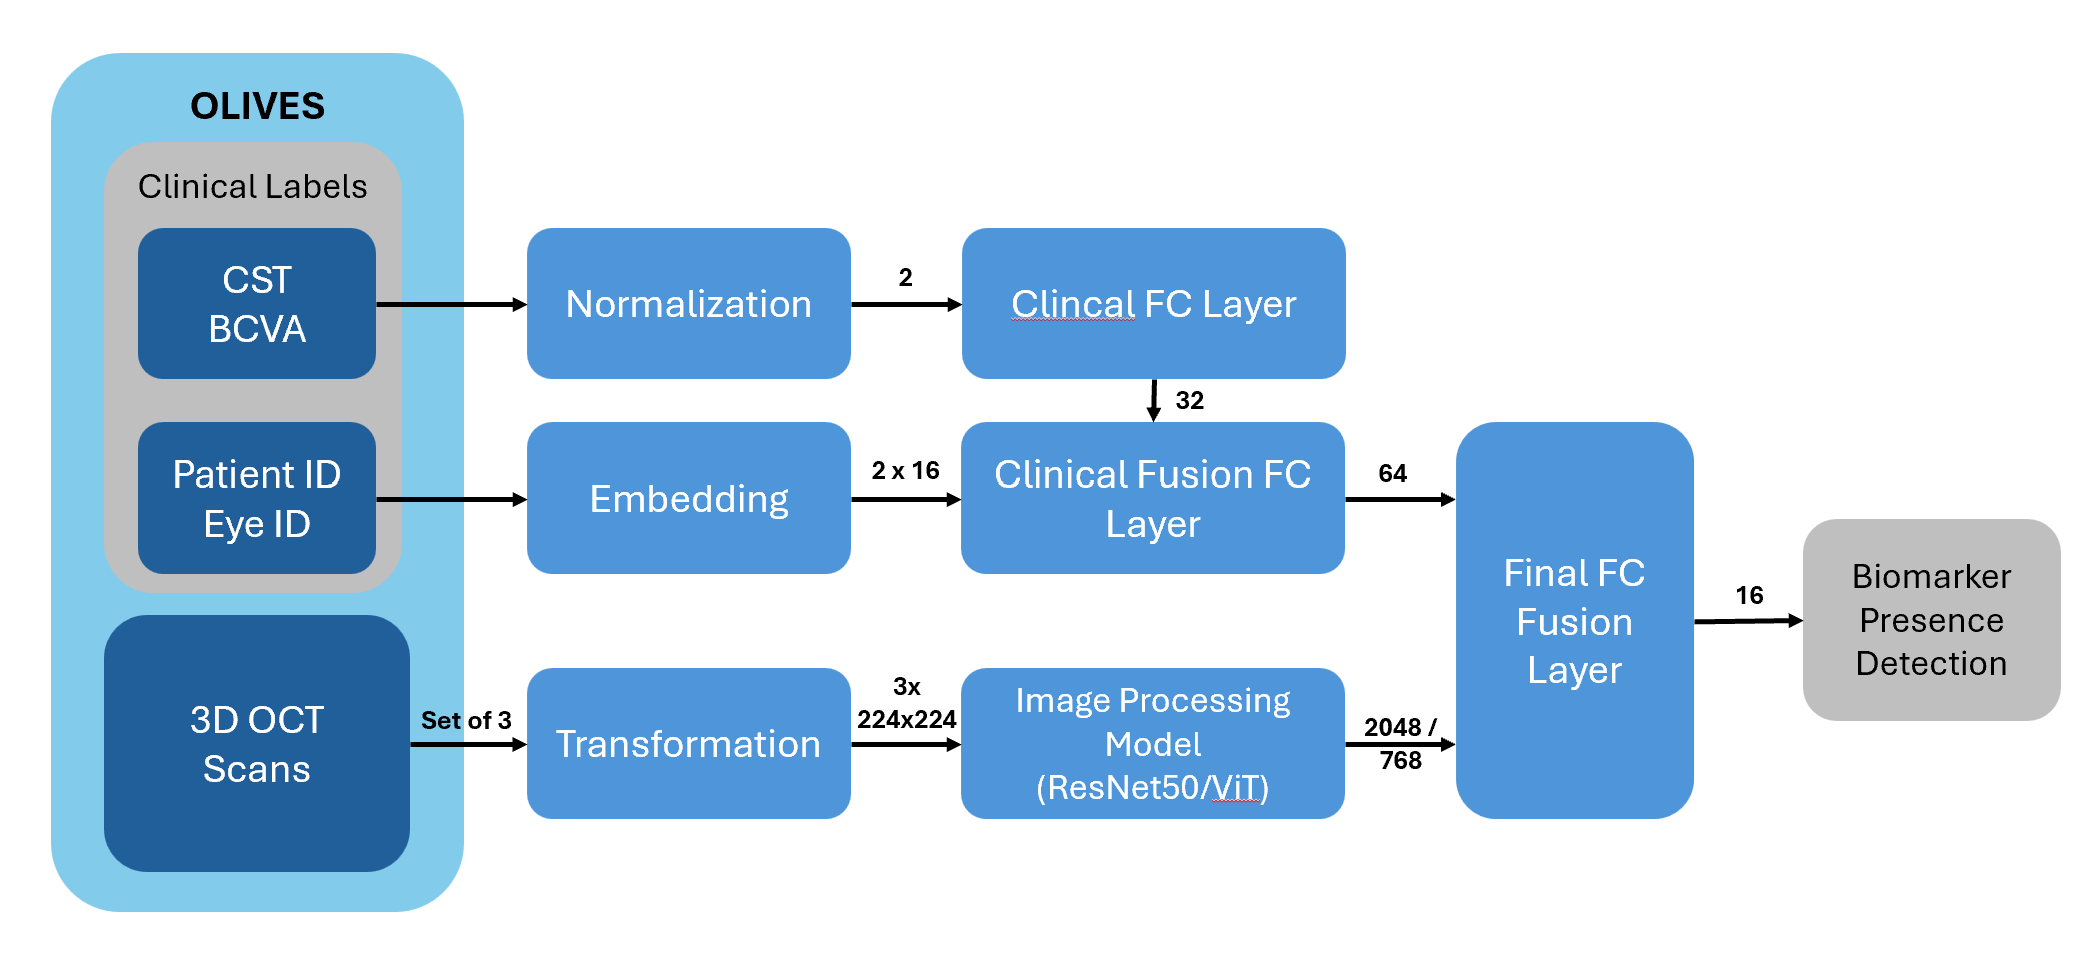 OLIVES
Clinical Labels
CST
BCVA
Normalization
2
Clincal FC Layer
32
Patient ID
Eye ID
Embedding
2 x 16
Clinical Fusion FC
Layer
64
3D OCT
Scans
Set of 3
Transformation
3x
224x224
Image Processing
Model
(ResNet50/ViT)
2048 /
768
Final FC
Fusion
Layer
16
Biomarker
Presence
Detection